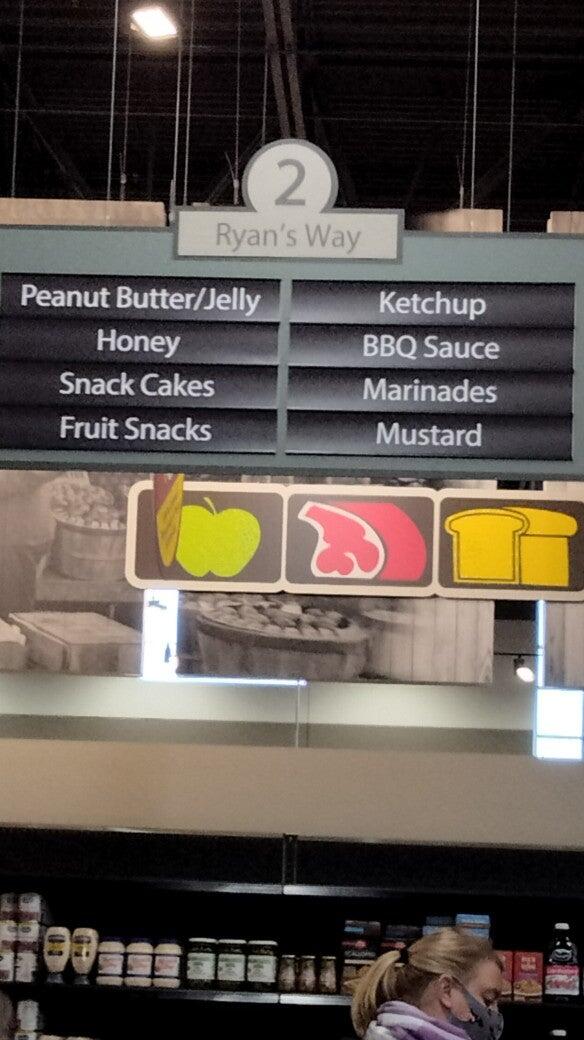 2
Ryan's Way
Peanut Butter/Jelly
Honey
Snack Cakes
Fruit Snacks
Ketchup
BBQ Sauce
Marinades
Mustard